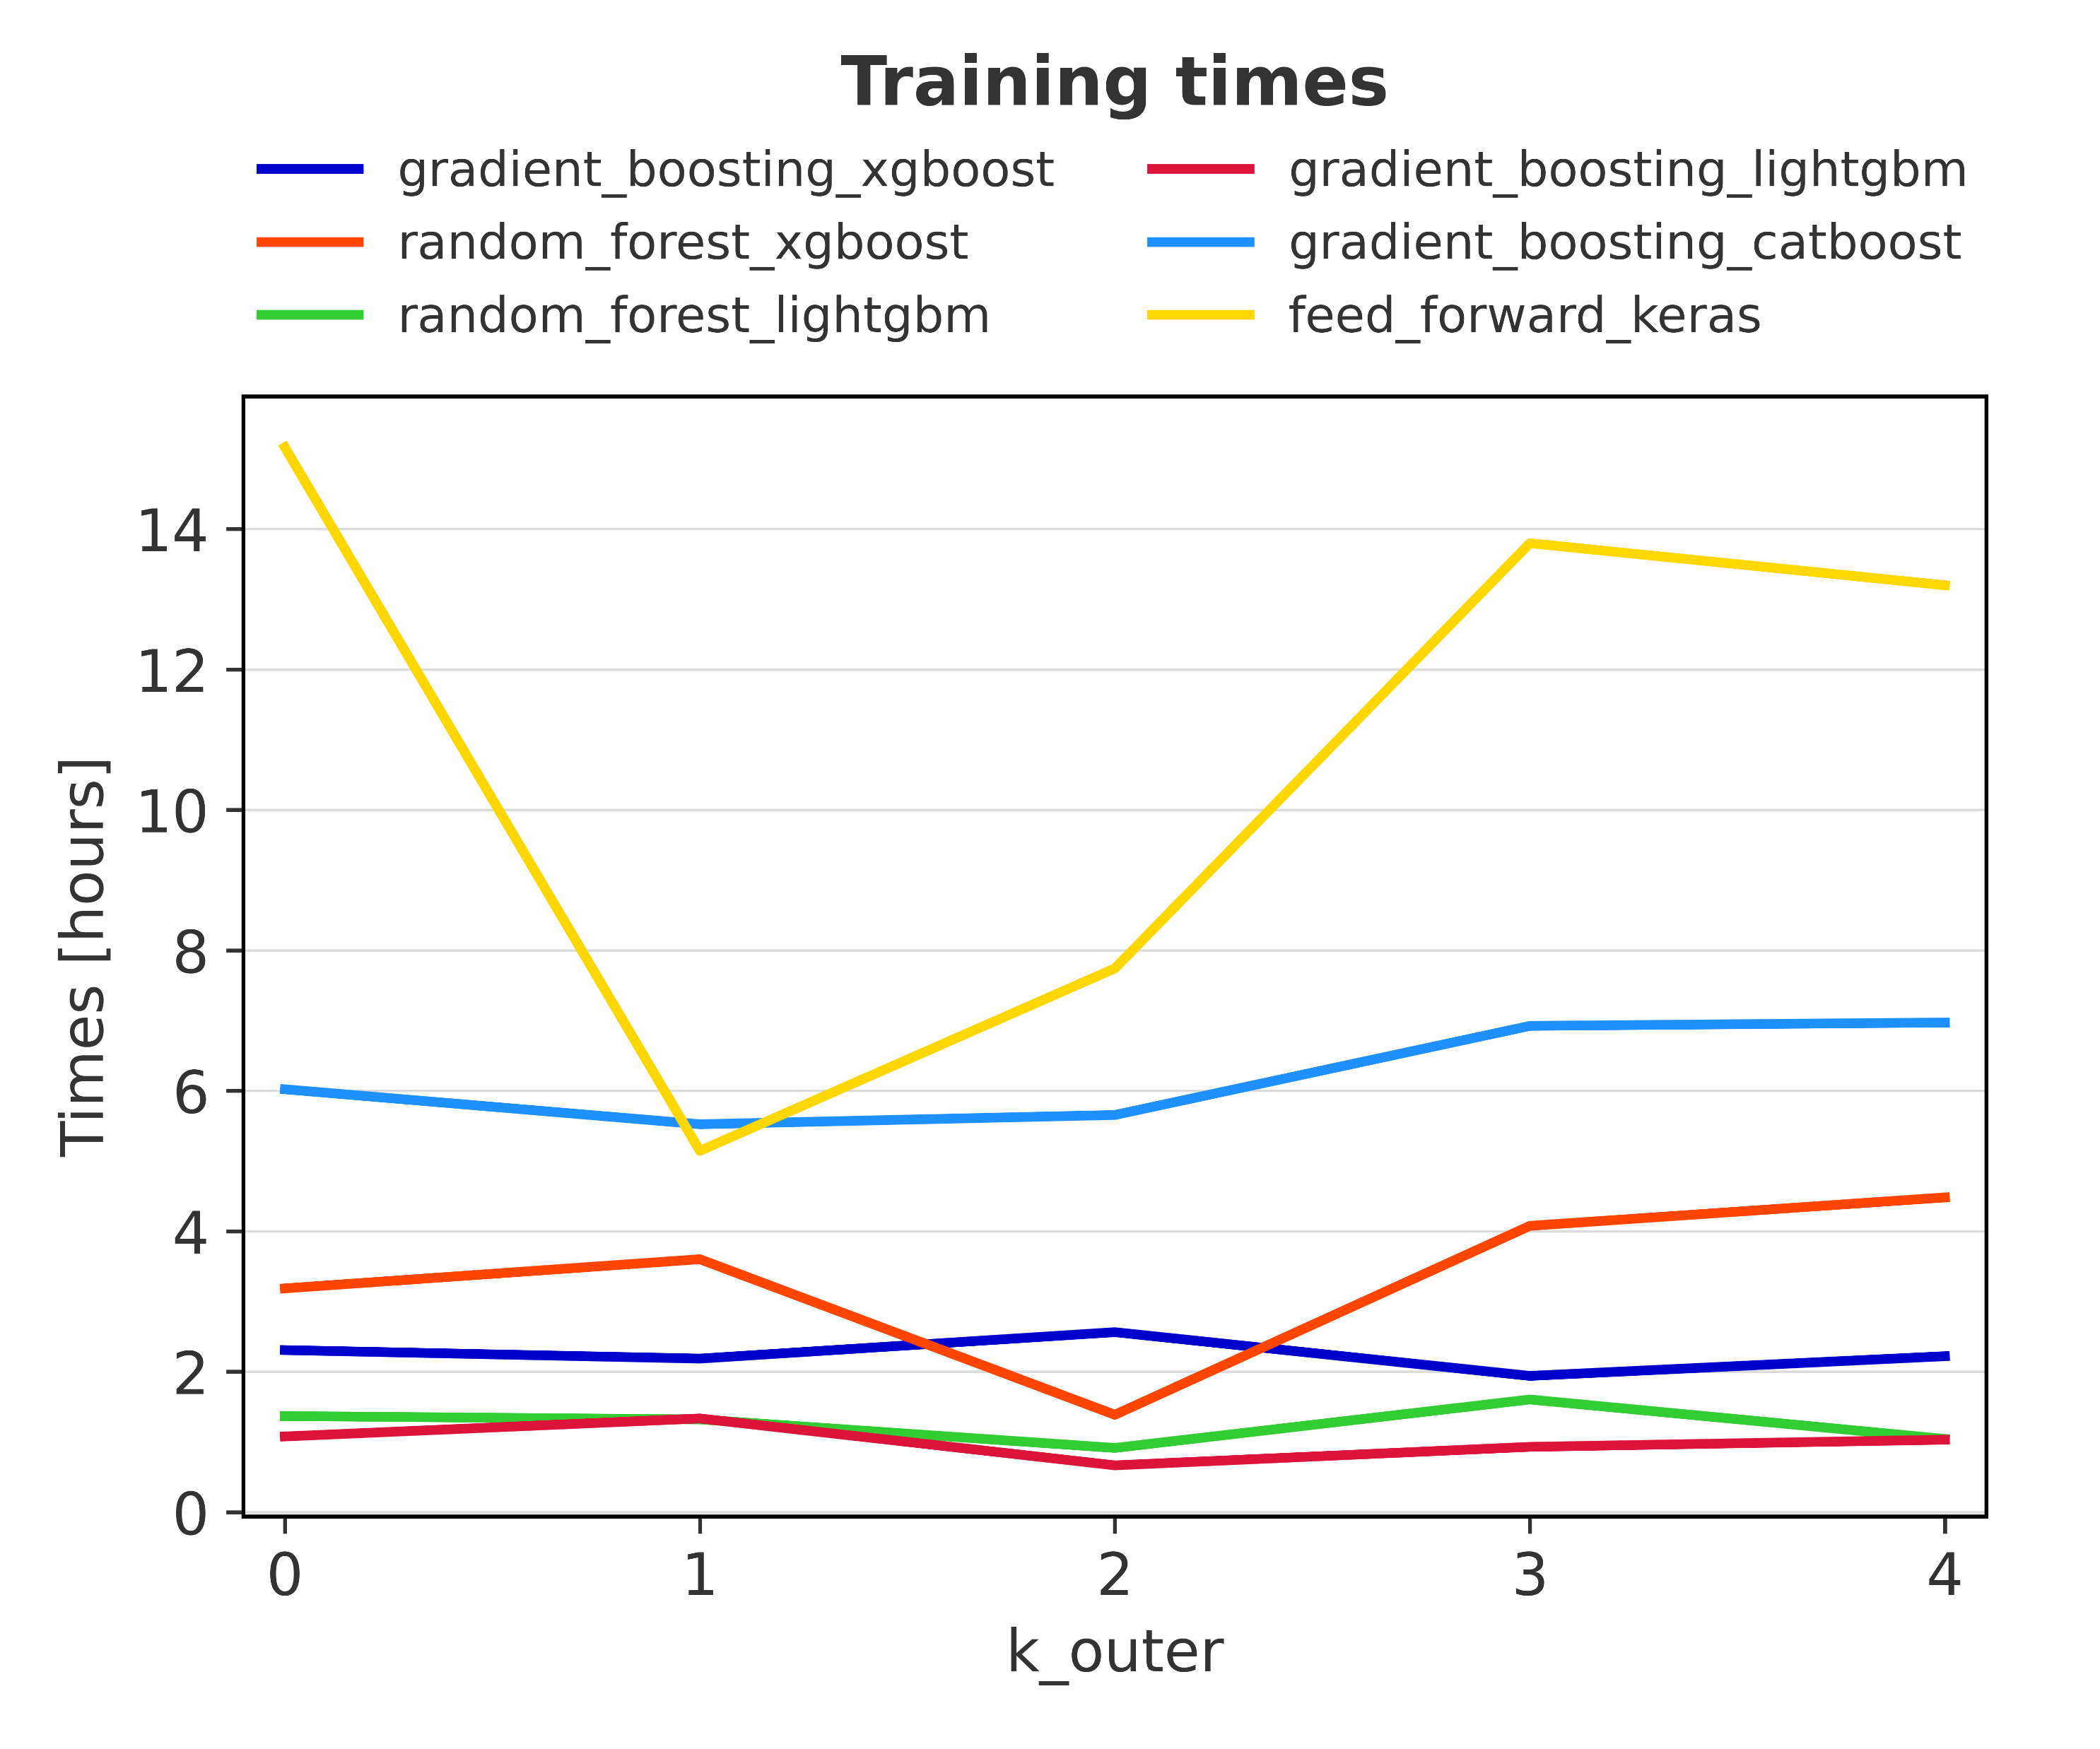 Training times
gradient_boosting_xgboost
random_forest_xgboost
random_forest_lightgbm
gradient_boosting_lightgbm
gradient_boosting_catboost
feed_forward_keras
Times [hours]
14
12
10
8
6
4
2
0
0 1 2 3 4
k_outer